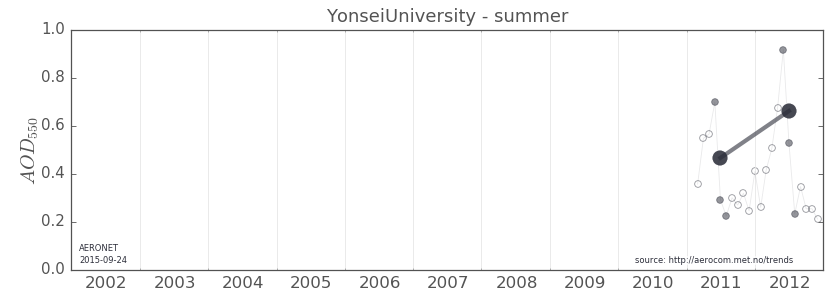 YonseiUniversity - summer
1.0
0.8
0.6
0.4
0.2
0.0
AOD550
AERONET
2015-09-24
source: http://aerocom.met.no/trends
2002 2003 2004 2005 2006 2007 2008 2009 2010 2011 2012